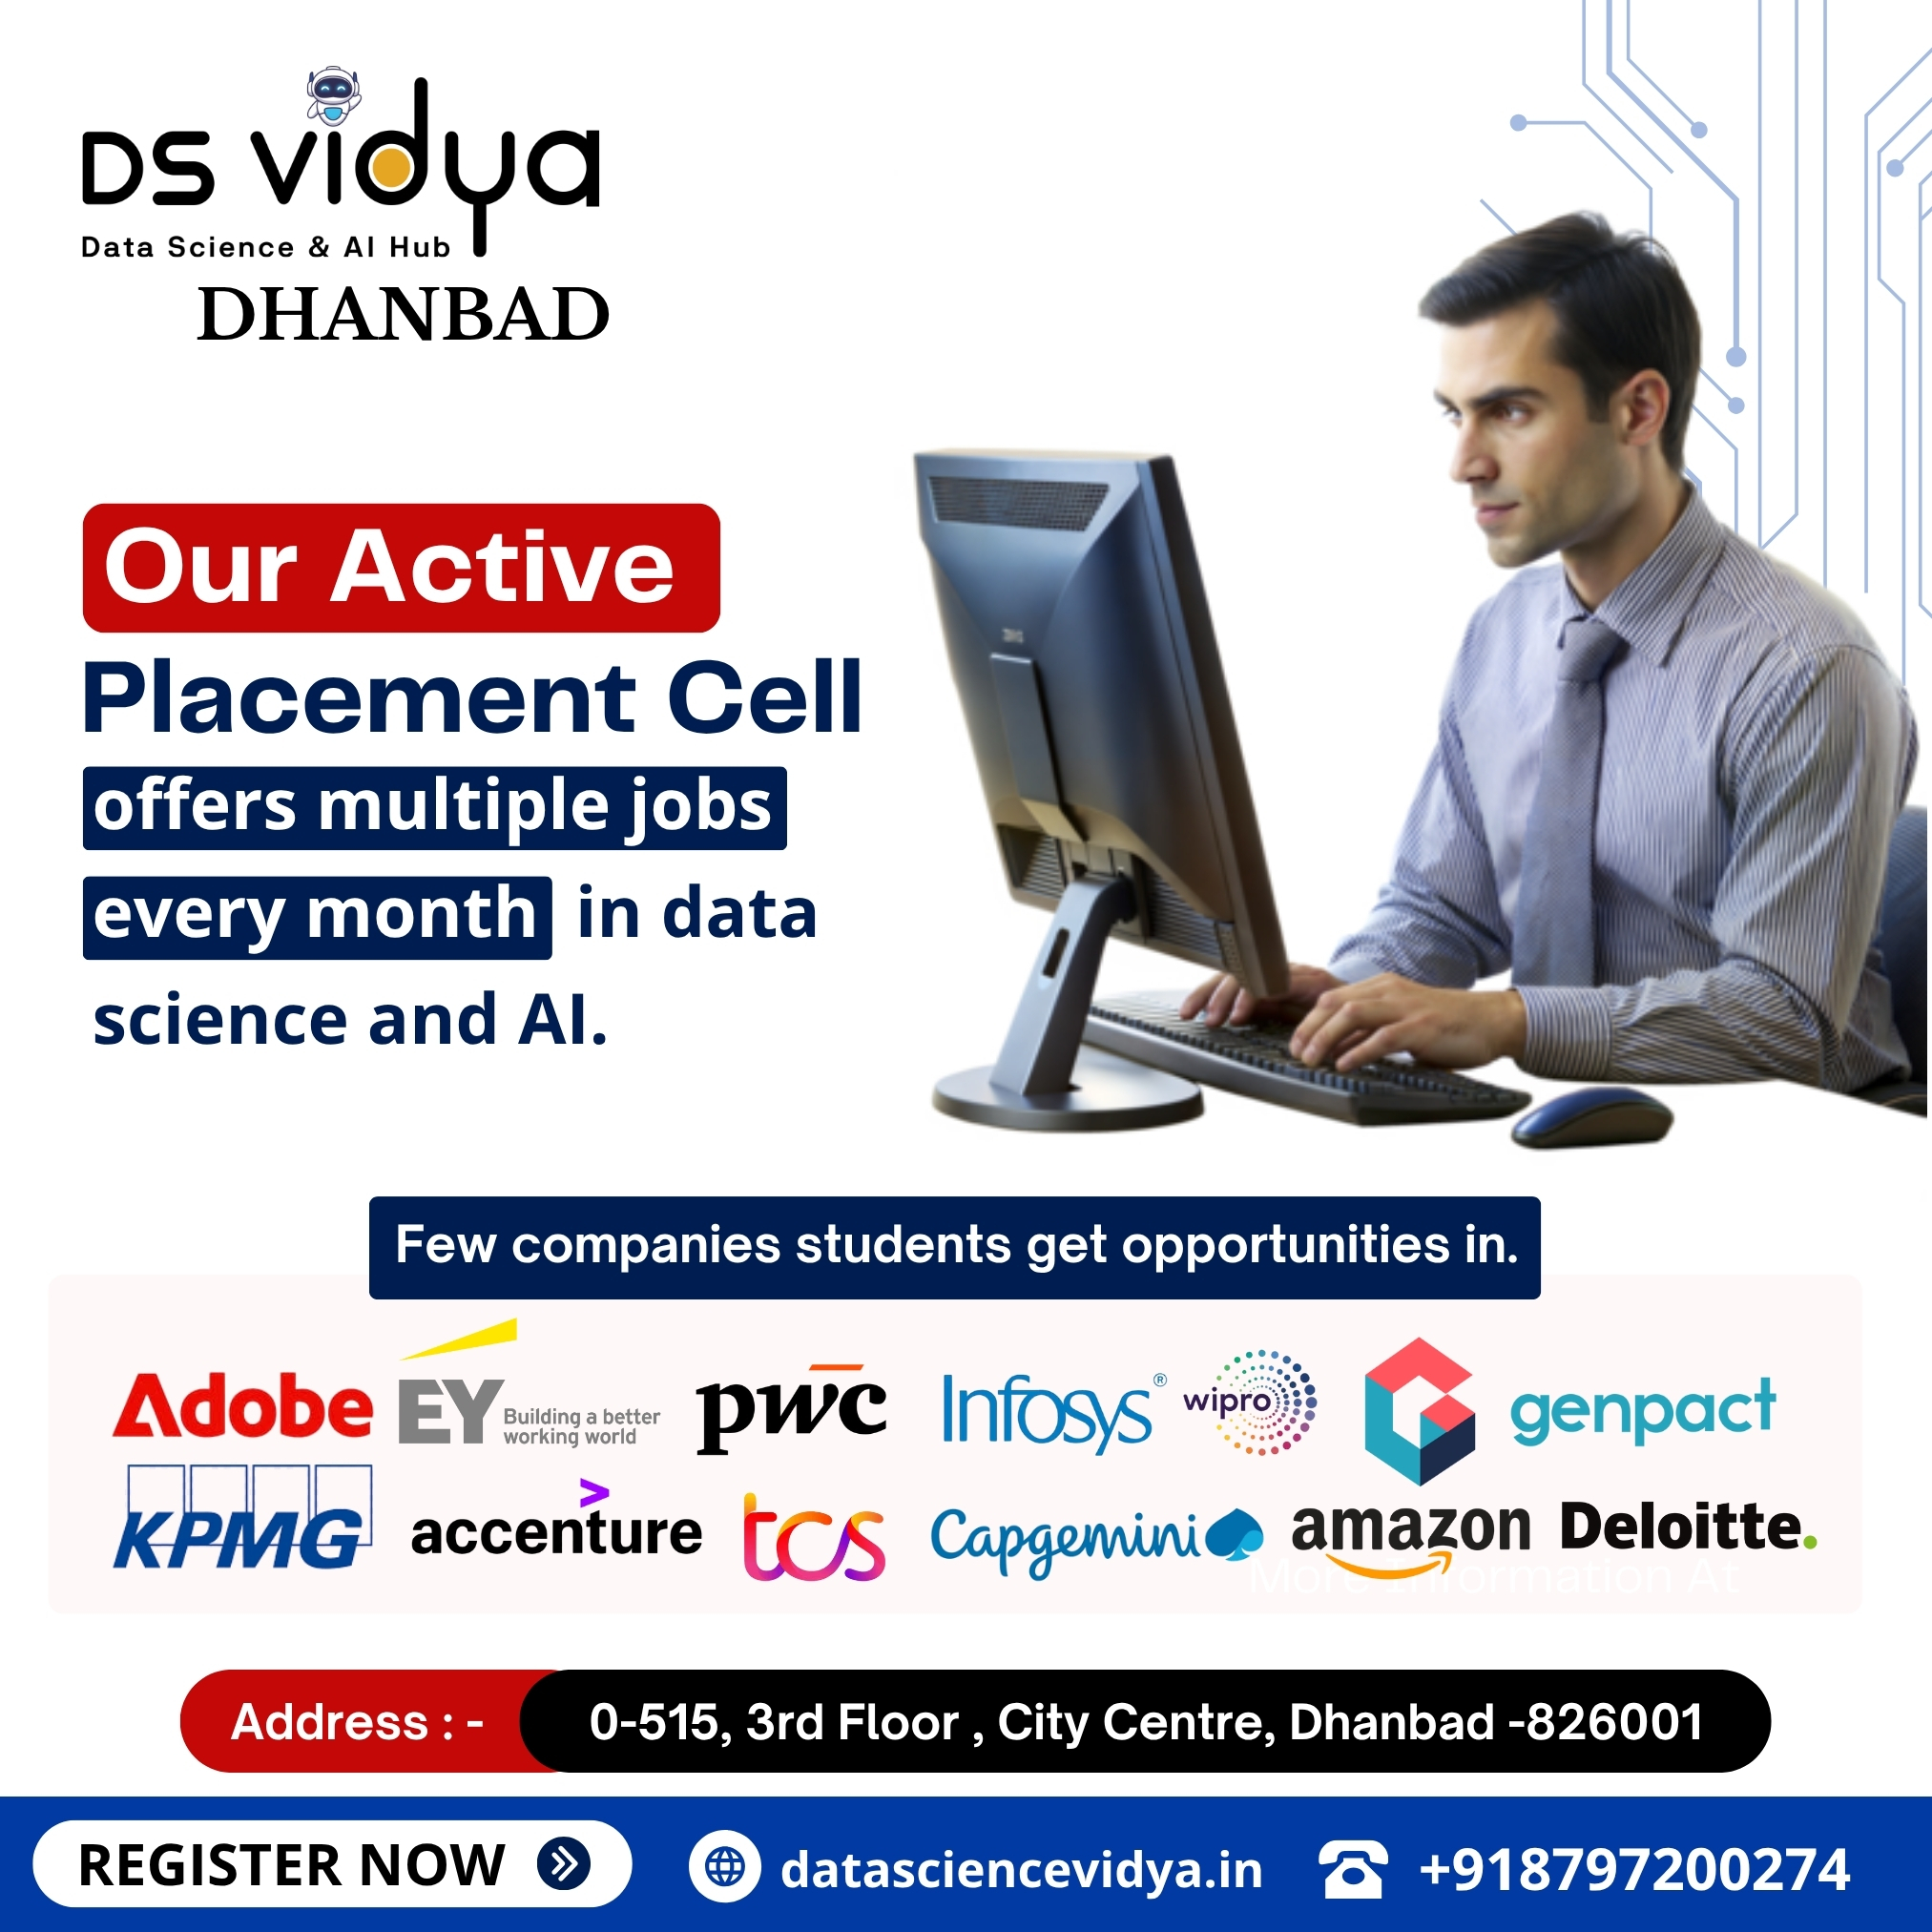 DS vidya
Data Science & AI Hub
DHANBAD
Our Active
Placement Cell
offers multiple jobs
every month in data
science and AI.
Few companies students get opportunities in.
Adobe EY Building a better working world pwc Infosys® wipro genpact
KPMG accenture tcs Capgemini amazon Deloitte.
More Information At
Address : - 0-515, 3rd Floor , City Centre, Dhanbad -826001
REGISTER NOW datasciencevidya.in +918797200274